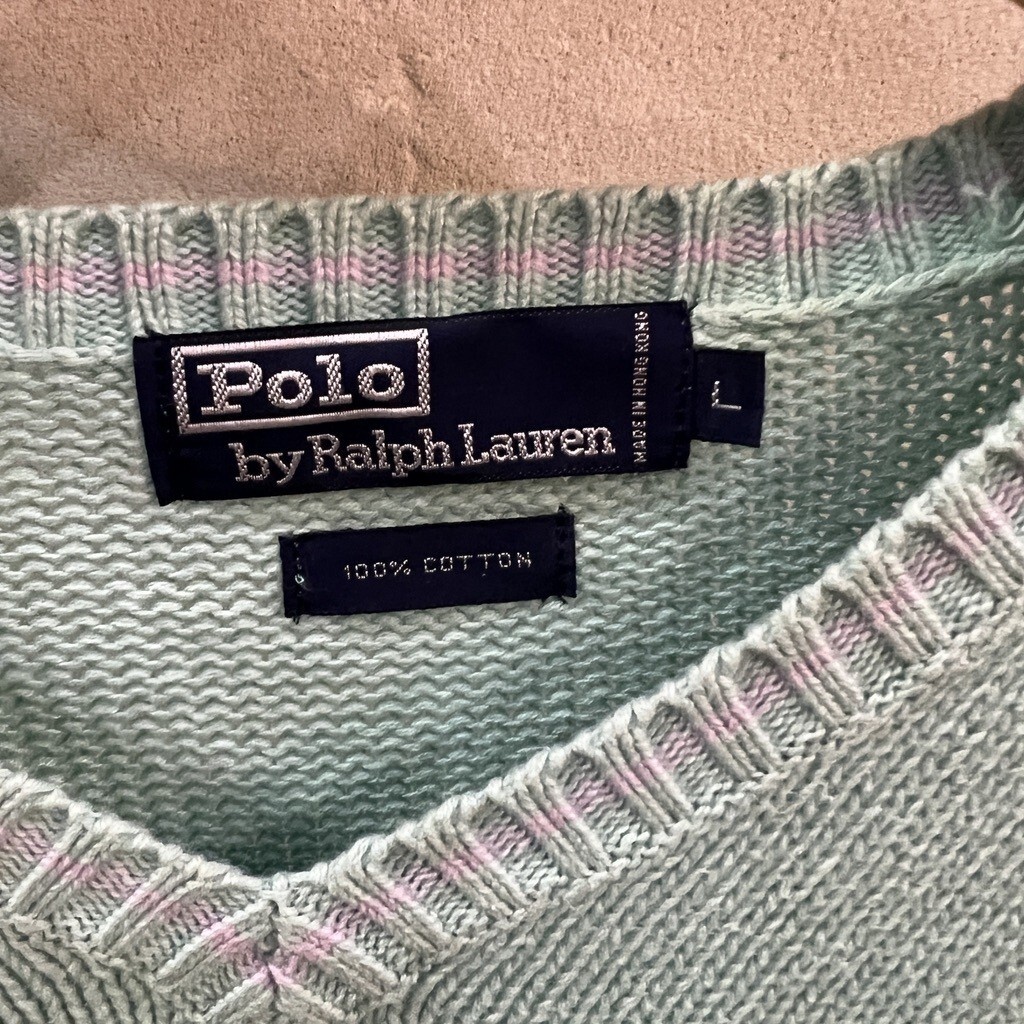 Polo
by Ralph Lauren
MADE IN HONG KONG
L
100% COTTON